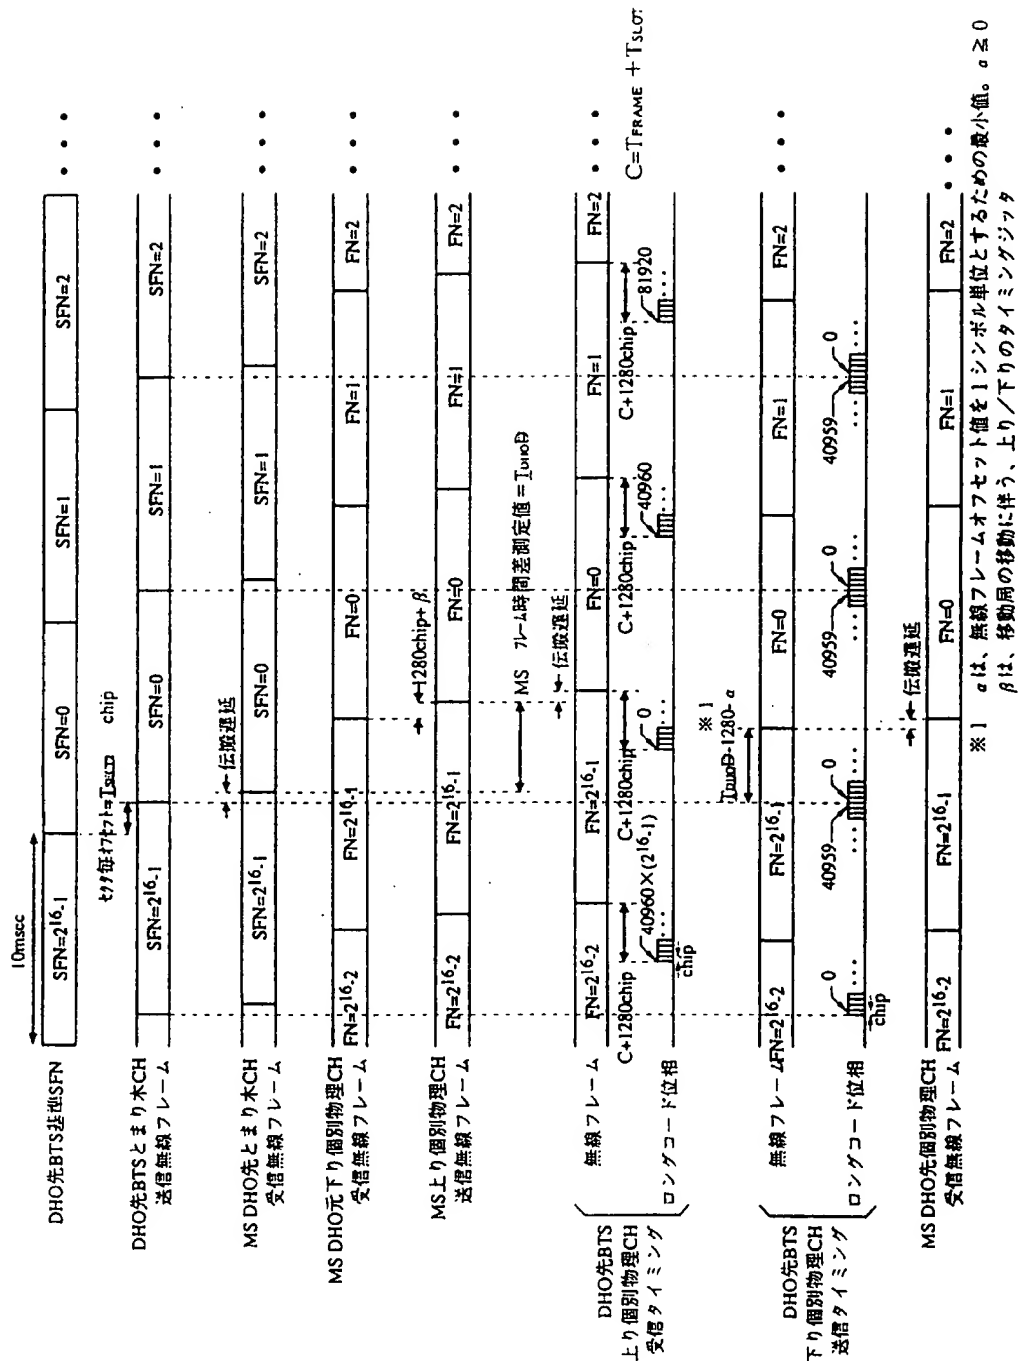 10msec
DHO先BTS基準SFN
SFN=2^16-1
SFN=0
SFN=1
SFN=2
セクタ毎オフセット=T
chip
DHO先BTSとまり木CH
送信無線フレーム
SFN=2^16-1
SFN=0
SFN=1
SFN=2
伝搬遅延
MS DHO先とまり木CH
受信無線フレーム
SFN=2^16-1
SFN=0
SFN=1
SFN=2
MS DHO元下り個別物理CH
受信無線フレーム
FN=2^16-2
FN=2^16-1
FN=0
FN=1
FN=2
1280chip+β
MS上り個別物理CH
送信無線フレーム
FN=2^16-2
FN=2^16-1
FN=0
FN=1
FN=2
MS フレーム時間差測定値=TDHOD
伝搬遅延
DHO先BTS
上り個別物理CH
受信タイミング
無線フレーム
FN=2^16-2
FN=2^16-1
FN=0
FN=1
FN=2
C+1280chip
C+1280chip
C+1280chip
C+1280chip
C+1280chip
C=TFRAME + TSLOT
ロングコード位相
40960×(2^16-1)
0
40960
81920
chip
※1
TDHOD-1280-α
DHO先BTS
下り個別物理CH
送信タイミング
無線フレーム
FN=2^16-2
FN=2^16-1
FN=0
FN=1
FN=2
ロングコード位相
0
40959
0
40959
0
40959
0
chip
伝搬遅延
MS DHO先個別物理CH
受信無線フレーム
FN=2^16-2
FN=2^16-1
FN=0
FN=1
FN=2
※1 αは、無線フレームオフセット値を1シンボル単位とするための最小値。α≧0
βは、移動局の移動に伴う、上り/下りのタイミングジッタ